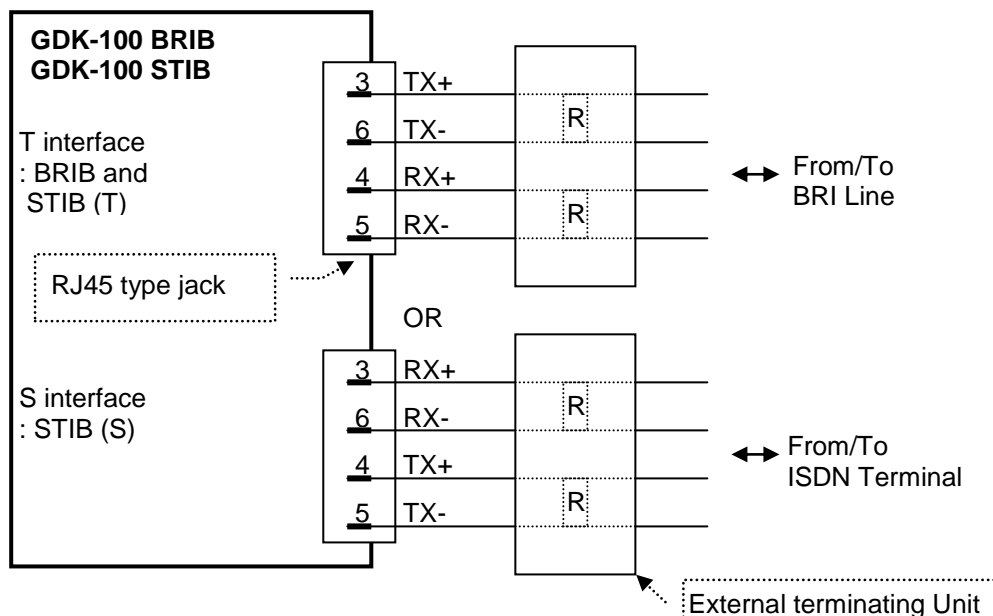 GDK-100 BRIB
GDK-100 STIB
T interface
: BRIB and
STIB (T)
3 TX+
6 TX-
4 RX+
5 RX-
R
R
From/To
BRI Line
RJ45 type jack
OR
S interface
: STIB (S)
3 RX+
6 RX-
4 TX+
5 TX-
R
R
From/To
ISDN Terminal
External terminating Unit